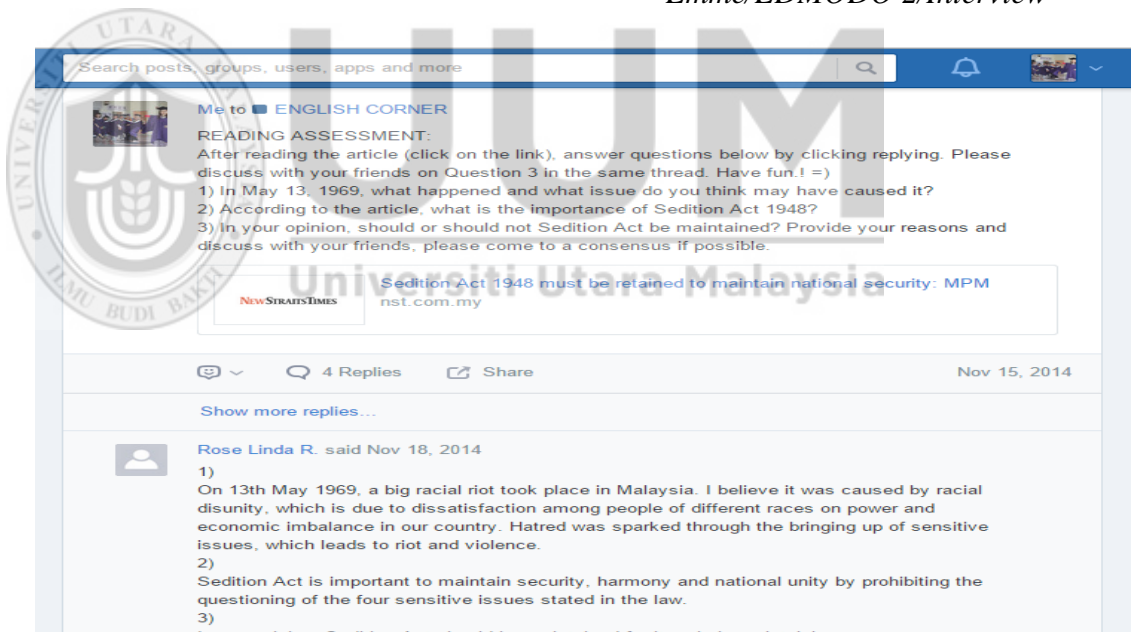 Search posts, groups, users, apps and more
Me to ENGLISH CORNER
READING ASSESSMENT:
After reading the article (click on the link), answer questions below by clicking replying. Please
discuss with your friends on Question 3 in the same thread. Have fun.! =)
1) In May 13, 1969, what happened and what issue do you think may have caused it?
2) According to the article, what is the importance of Sedition Act 1948?
3) In your opinion, should or should not Sedition Act be maintained? Provide your reasons and
discuss with your friends, please come to a consensus if possible.
NEW STRAITS TIMES
Sedition Act 1948 must be retained to maintain national security: MPM
nst.com.my
4 Replies Share Nov 15, 2014
Show more replies...
Rose Linda R. said Nov 18, 2014
1)
On 13th May 1969, a big racial riot took place in Malaysia. I believe it was caused by racial
disunity, which is due to dissatisfaction among people of different races on power and
economic imbalance in our country. Hatred was sparked through the bringing up of sensitive
issues, which leads to riot and violence.
2)
Sedition Act is important to maintain security, harmony and national unity by prohibiting the
questioning of the four sensitive issues stated in the law.
3)
UUM
Universiti Utara Malaysia
UNIVERSITI UTARA MALAYSIA
ILMU BUDI BAKTI